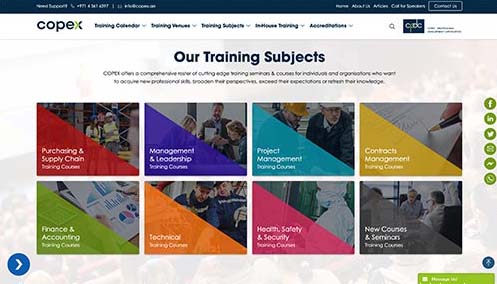 Need Support? +971 4 361 6397 | info@copex.ae
Home About Us Articles Call for Speakers Contact Us
copex
Training Calendar Training Venues Training Subjects In-House Training Accreditations
cpdc
Our Training Subjects
COPEX offers a comprehensive roster of cutting edge training seminars & courses for individuals and organisations who want
to acquire new professional skills, broaden their perspectives, exceed their expectations or refresh their knowledge.
Purchasing &
Supply Chain
Training Courses
Management
& Leadership
Training Courses
Project
Management
Training Courses
Contracts
Management
Training Courses
Finance &
Accounting
Training Courses
Technical
Training Courses
Health, Safety
& Security
Training Courses
New Courses
& Seminars
Training Courses
Message Us!